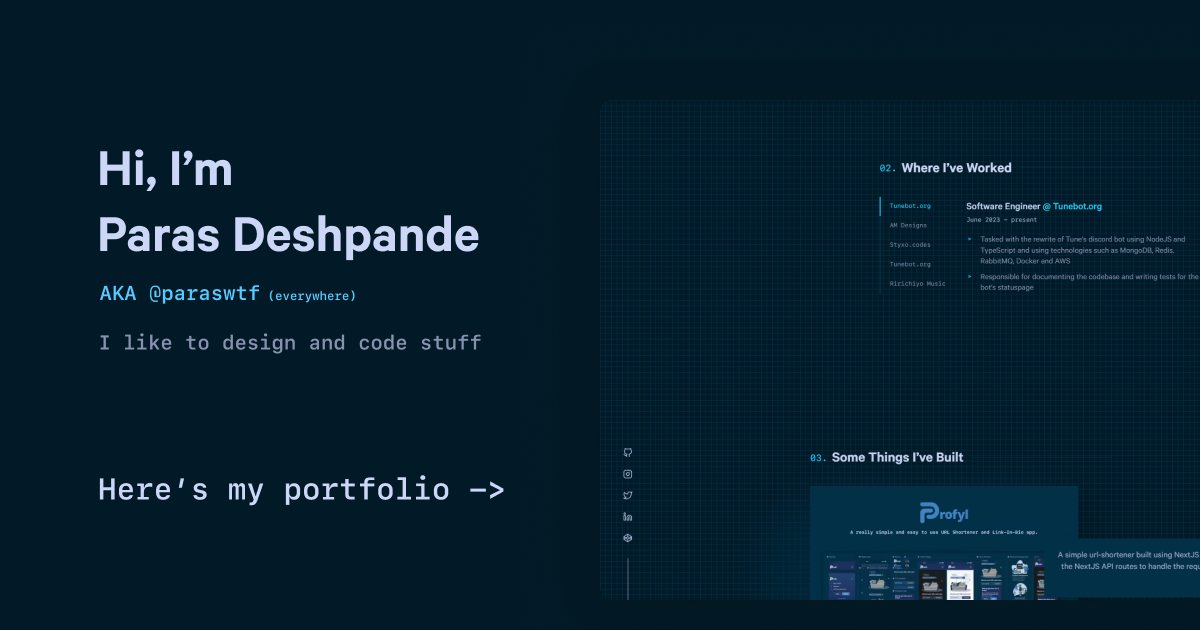 Hi, I’m
Paras Deshpande
AKA @paraswtf (everywhere)
I like to design and code stuff
Here’s my portfolio —>
02. Where I’ve Worked
Tunebot.org
AM Designs
Styxo.codes
Tunebot.org
Ririchiyo Music
Software Engineer @ Tunebot.org
June 2023 – present
Tasked with the rewrite of Tune's discord bot using NodeJS and
TypeScript and using technologies such as MongoDB, Redis,
RabbitMQ, Docker and AWS
Responsible for documenting the codebase and writing tests for the
bot's statuspage
03. Some Things I’ve Built
Profyl
A really simple and easy to use URL Shortener and Link-In-Bio app.
A simple url-shortener built using NextJS
the NextJS API routes to handle the requ